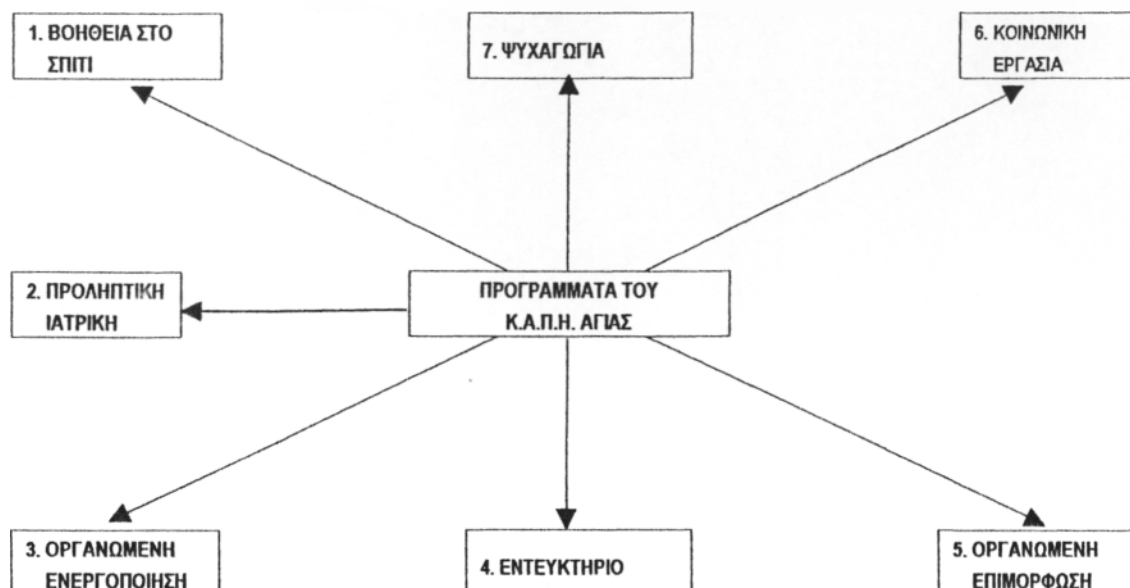 1. ΒΟΗΘΕΙΑ ΣΤΟ
ΣΠΙΤΙ
7. ΨΥΧΑΓΩΓΙΑ
6. ΚΟΙΝΩΝΙΚΗ
ΕΡΓΑΣΙΑ
2. ΠΡΟΛΗΠΤΙΚΗ
ΙΑΤΡΙΚΗ
ΠΡΟΓΡΑΜΜΑΤΑ ΤΟΥ
Κ.Α.Π.Η. ΑΓΙΑΣ
3. ΟΡΓΑΝΩΜΕΝΗ
ΕΝΕΡΓΟΠΟΙΗΣΗ
4. ΕΝΤΕΥΚΤΗΡΙΟ
5. ΟΡΓΑΝΩΜΕΝΗ
ΕΠΙΜΟΡΦΩΣΗ